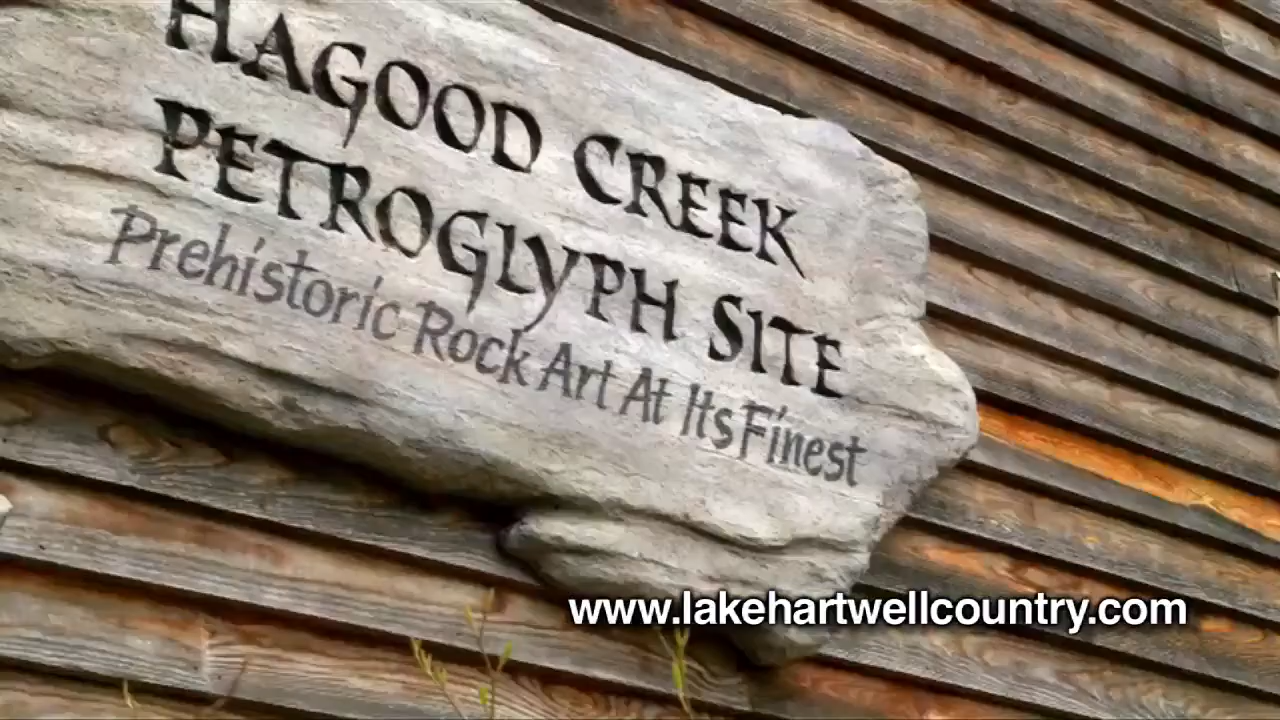 HAGOOD CREEK
PETROGLYPH SITE
Prehistoric Rock Art At Its Finest
www.lakehartwellcountry.com